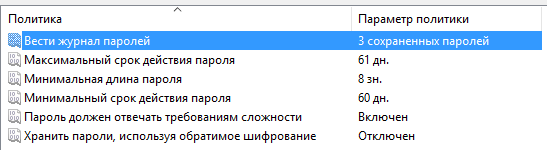 Политика Параметр политики
Вести журнал паролей 3 сохраненных паролей
Максимальный срок действия пароля 61 дн.
Минимальная длина пароля 8 зн.
Минимальный срок действия пароля 60 дн.
Пароль должен отвечать требованиям сложности Включен
Хранить пароли, используя обратимое шифрование Отключен